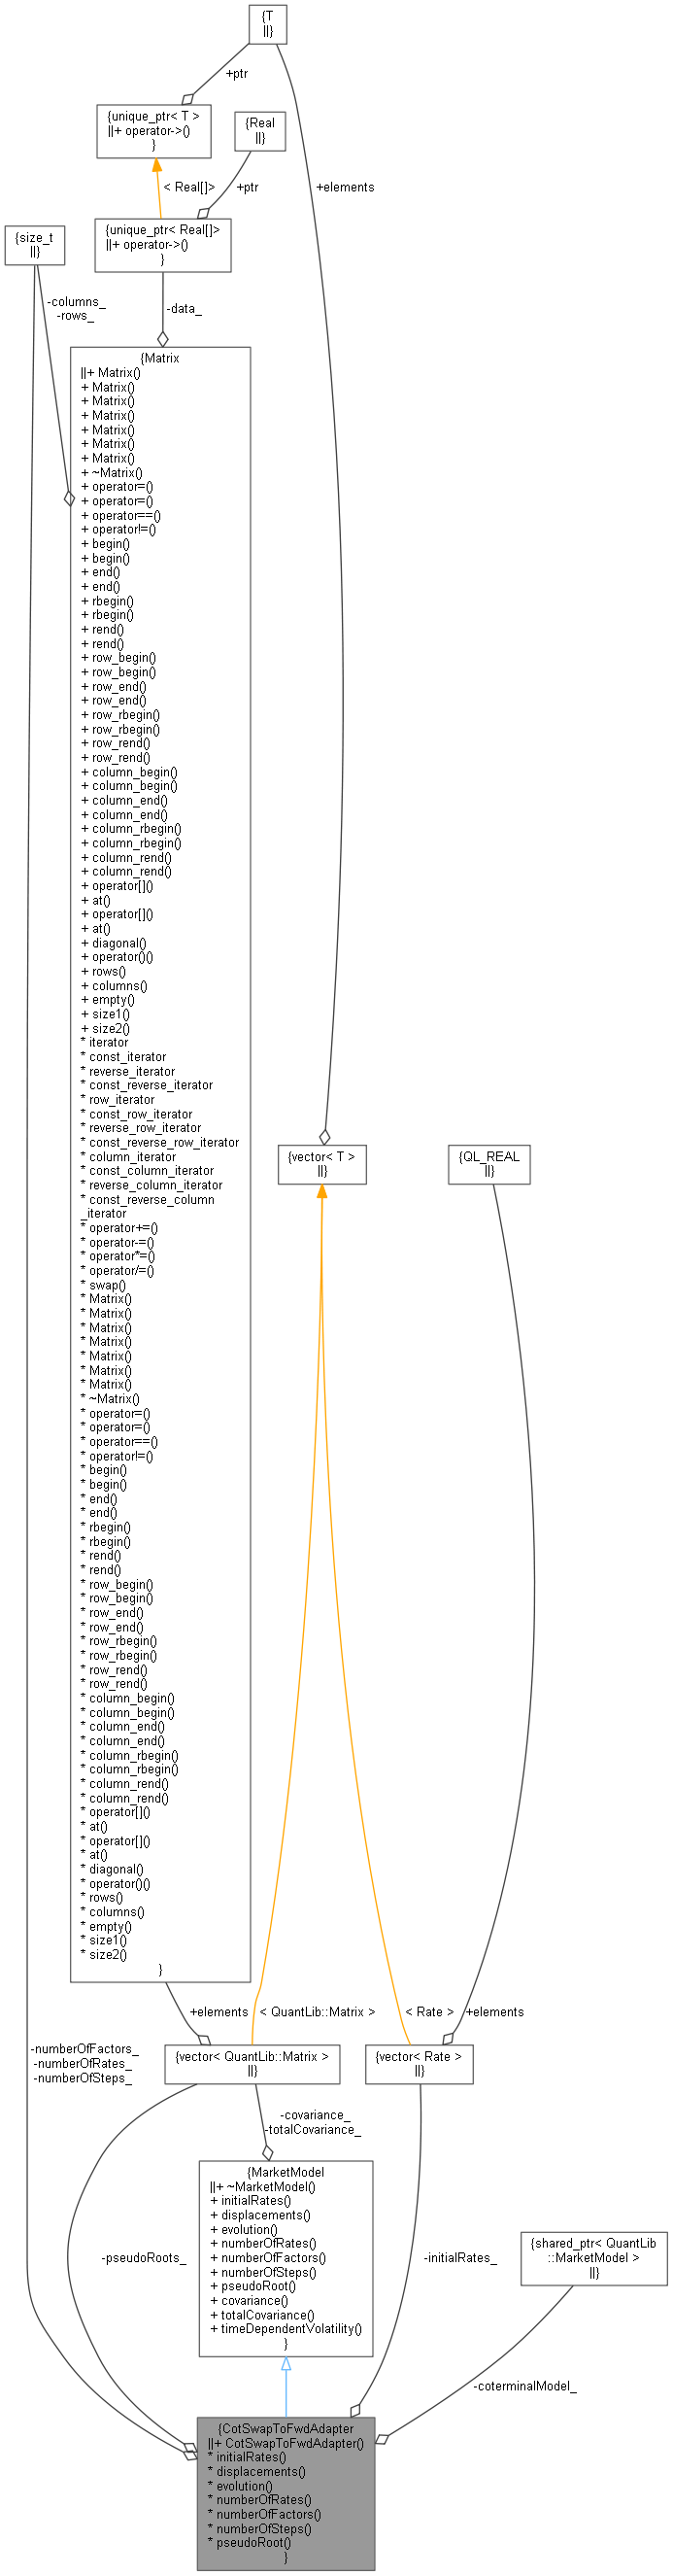 {T
||}
+ptr
{unique_ptr< T >
||+ operator->()
}
{Real
||}
< Real[]>
+ptr
+elements
{unique_ptr< Real[]>
||+ operator->()
}
{size_t
||}
-columns_
-rows_
-data_
{Matrix
||+ Matrix()
+ Matrix()
+ Matrix()
+ Matrix()
+ Matrix()
+ Matrix()
+ Matrix()
+ ~Matrix()
+ operator=()
+ operator=()
+ operator==()
+ operator!=()
+ begin()
+ begin()
+ end()
+ end()
+ rbegin()
+ rbegin()
+ rend()
+ rend()
+ row_begin()
+ row_begin()
+ row_end()
+ row_end()
+ row_rbegin()
+ row_rbegin()
+ row_rend()
+ row_rend()
+ column_begin()
+ column_begin()
+ column_end()
+ column_end()
+ column_rbegin()
+ column_rbegin()
+ column_rend()
+ column_rend()
+ operator[]()
+ at()
+ operator[]()
+ at()
+ diagonal()
+ operator()()
+ rows()
+ columns()
+ empty()
+ size1()
+ size2()
* iterator
* const_iterator
* reverse_iterator
* const_reverse_iterator
* row_iterator
* const_row_iterator
* reverse_row_iterator
* const_reverse_row_iterator
* column_iterator
* const_column_iterator
* reverse_column_iterator
* const_reverse_column
_iterator
* operator+=()
* operator-=()
* operator*=()
* operator/=()
* swap()
* Matrix()
* Matrix()
* Matrix()
* Matrix()
* Matrix()
* Matrix()
* Matrix()
* ~Matrix()
* operator=()
* operator=()
* operator==()
* operator!=()
* begin()
* begin()
* end()
* end()
* rbegin()
* rbegin()
* rend()
* rend()
* row_begin()
* row_begin()
* row_end()
* row_end()
* row_rbegin()
* row_rbegin()
* row_rend()
* row_rend()
* column_begin()
* column_begin()
* column_end()
* column_end()
* column_rbegin()
* column_rbegin()
* column_rend()
* column_rend()
* operator[]()
* at()
* operator[]()
* at()
* diagonal()
* operator()()
* rows()
* columns()
* empty()
* size1()
* size2()
}
{vector< T >
||}
{QL_REAL
||}
+elements
< QuantLib::Matrix >
< Rate >
+elements
-numberOfFactors_
-numberOfRates_
-numberOfSteps_
{vector< QuantLib::Matrix >
||}
{vector< Rate >
||}
-covariance_
-totalCovariance_
{MarketModel
||+ ~MarketModel()
+ initialRates()
+ displacements()
+ evolution()
+ numberOfRates()
+ numberOfFactors()
+ numberOfSteps()
+ pseudoRoot()
+ covariance()
+ totalCovariance()
+ timeDependentVolatility()
}
-pseudoRoots_
-initialRates_
{shared_ptr< QuantLib
::MarketModel >
||}
-coterminalModel_
{CotSwapToFwdAdapter
||+ CotSwapToFwdAdapter()
* initialRates()
* displacements()
* evolution()
* numberOfRates()
* numberOfFactors()
* numberOfSteps()
* pseudoRoot()
}